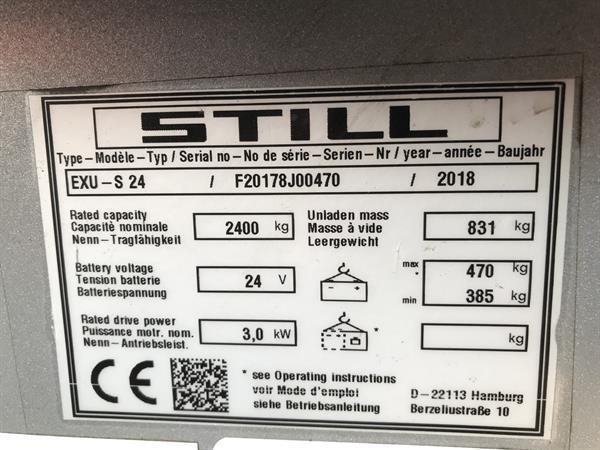 STILL
Type – Modèle – Typ / Serial no – No de série – Serien – Nr / year – année – Baujahr
EXU – S 24 / F20178J00470 / 2018
Rated capacity
Capacité nominale
Nenn – Tragfähigkeit
2400 kg
Unladen mass
Masse à vide
Leergewicht
831 kg
Battery voltage
Tension batterie
Batteriespannung
24 V
max 470 kg
*
min 385 kg
Rated drive power
Puissance motr. nom.
Nenn – Antriebsleist.
3,0 kW
*
kg
CE
* see Operating instructions
voir Mode d'emploi
siehe Betriebsanleitung
D – 22113 Hamburg
Berzeliustraße 10